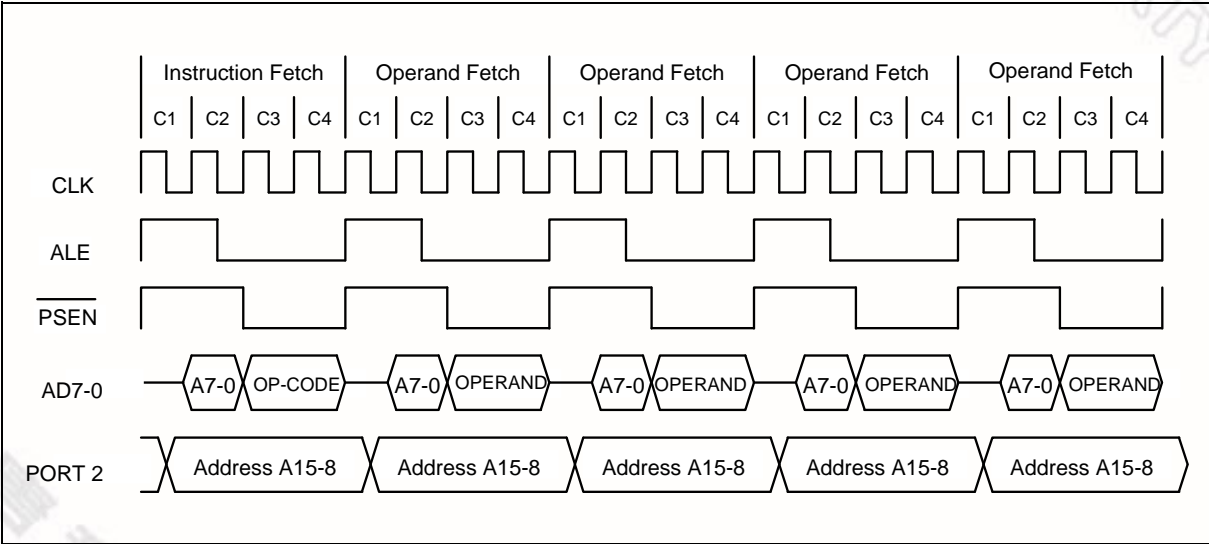 Instruction Fetch Operand Fetch Operand Fetch Operand Fetch Operand Fetch
C1 C2 C3 C4 C1 C2 C3 C4 C1 C2 C3 C4 C1 C2 C3 C4 C1 C2 C3 C4
CLK
ALE
PSEN
AD7-0 A7-0 OP-CODE A7-0 OPERAND A7-0 OPERAND A7-0 OPERAND A7-0 OPERAND
PORT 2 Address A15-8 Address A15-8 Address A15-8 Address A15-8 Address A15-8